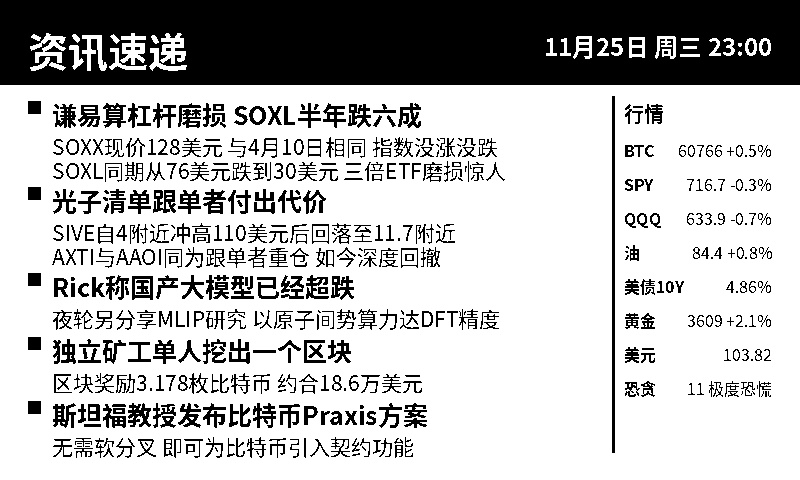 资讯速递
11月25日 周三 23:00
谦易算杠杆磨损 SOXL半年跌六成
SOXX现价128美元 与4月10日相同 指数没涨没跌
SOXL同期从76美元跌到30美元 三倍ETF磨损惊人
光子清单跟单者付出代价
SIVE自4附近冲高110美元后回落至11.7附近
AXTI与AAOI同为跟单者重仓 如今深度回撤
Rick称国产大模型已经超跌
夜轮另分享MLIP研究 以原子间势算力达DFT精度
独立矿工单人挖出一个区块
区块奖励3.178枚比特币 约合18.6万美元
斯坦福教授发布比特币Praxis方案
无需软分叉 即可为比特币引入契约功能
行情
BTC 60766 +0.5%
SPY 716.7 -0.3%
QQQ 633.9 -0.7%
油 84.4 +0.8%
美债10Y 4.86%
黄金 3609 +2.1%
美元 103.82
恐贪 11 极度恐慌